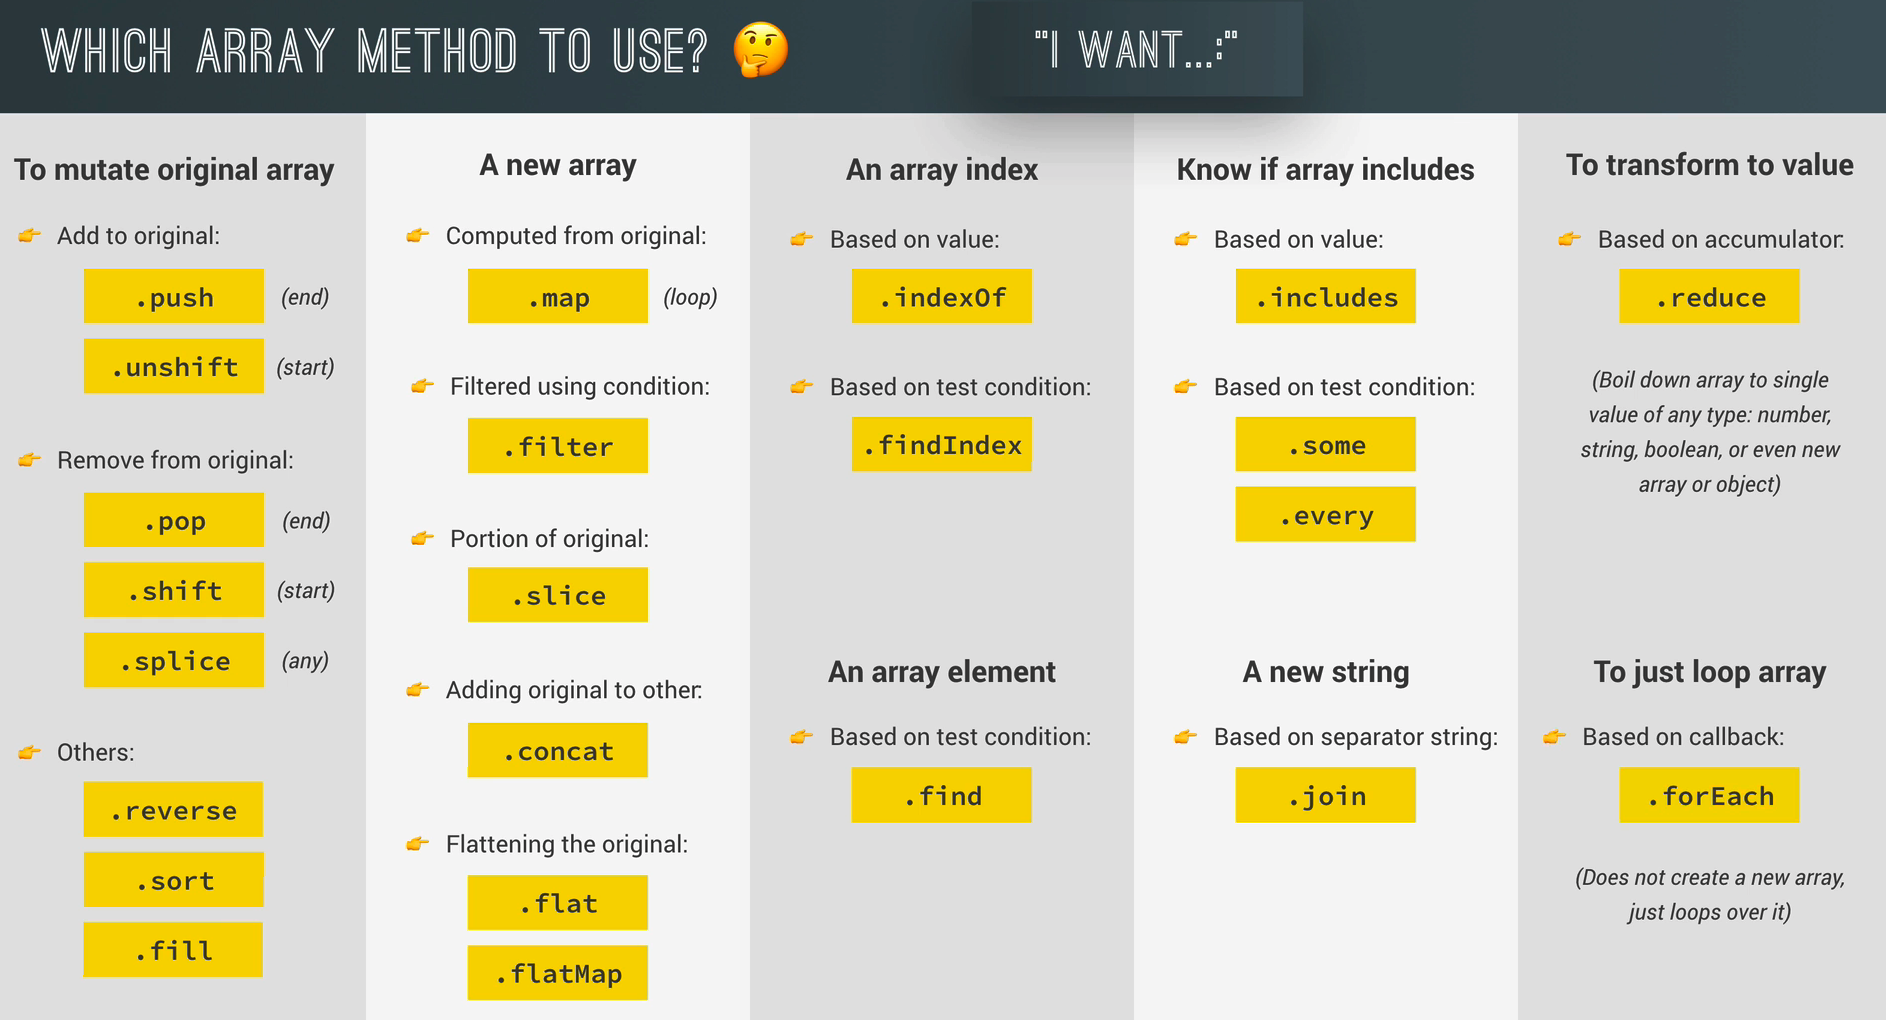 WHICH ARRAY METHOD TO USE? 🤔
"I WANT...:"
To mutate original array
👉 Add to original:
.push (end)
.unshift (start)
👉 Remove from original:
.pop (end)
.shift (start)
.splice (any)
👉 Others:
.reverse
.sort
.fill
A new array
👉 Computed from original:
.map (loop)
👉 Filtered using condition:
.filter
👉 Portion of original:
.slice
👉 Adding original to other:
.concat
👉 Flattening the original:
.flat
.flatMap
An array index
👉 Based on value:
.indexOf
👉 Based on test condition:
.findIndex
An array element
👉 Based on test condition:
.find
Know if array includes
👉 Based on value:
.includes
👉 Based on test condition:
.some
.every
A new string
👉 Based on separator string:
.join
To transform to value
👉 Based on accumulator:
.reduce
(Boil down array to single
value of any type: number,
string, boolean, or even new
array or object)
To just loop array
👉 Based on callback:
.forEach
(Does not create a new array,
just loops over it)